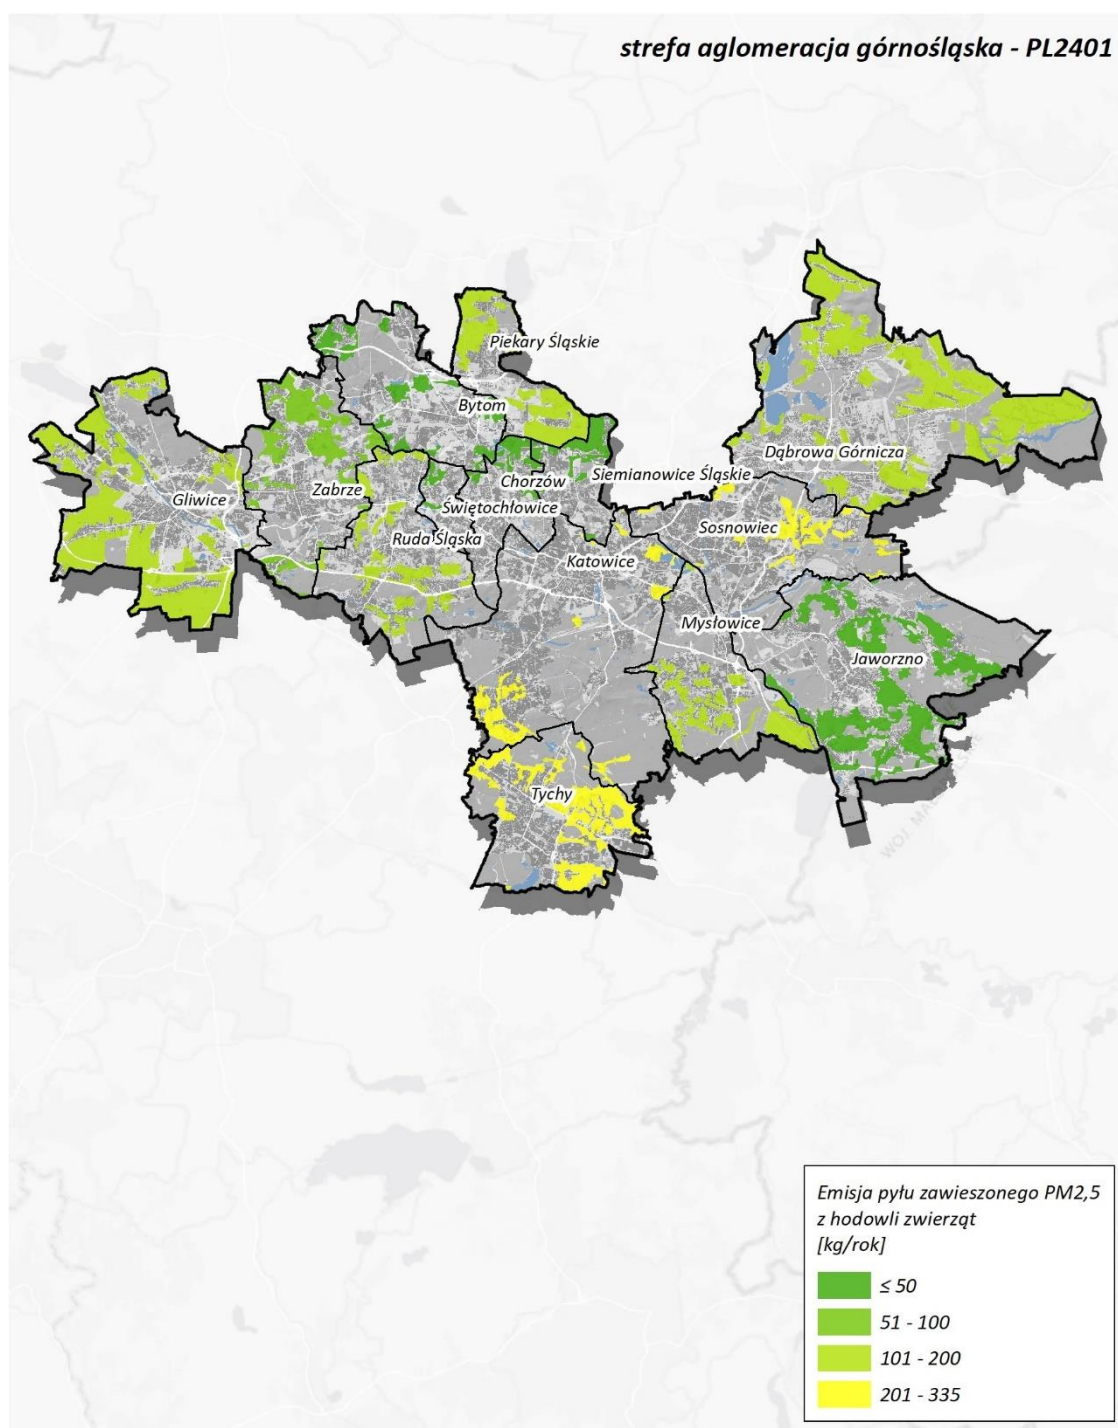 strefa aglomeracja górnośląska - PL2401
Piekary Śląskie
Bytom
Dąbrowa Górnicza
Siemianowice Śląskie
Chorzów
Zabrze
Gliwice
Świętochłowice
Sosnowiec
Ruda Śląska
Katowice
Mysłowice
Jaworzno
Tychy
Emisja pyłu zawieszonego PM2,5
z hodowli zwierząt
[kg/rok]
≤ 50
51 - 100
101 - 200
201 - 335